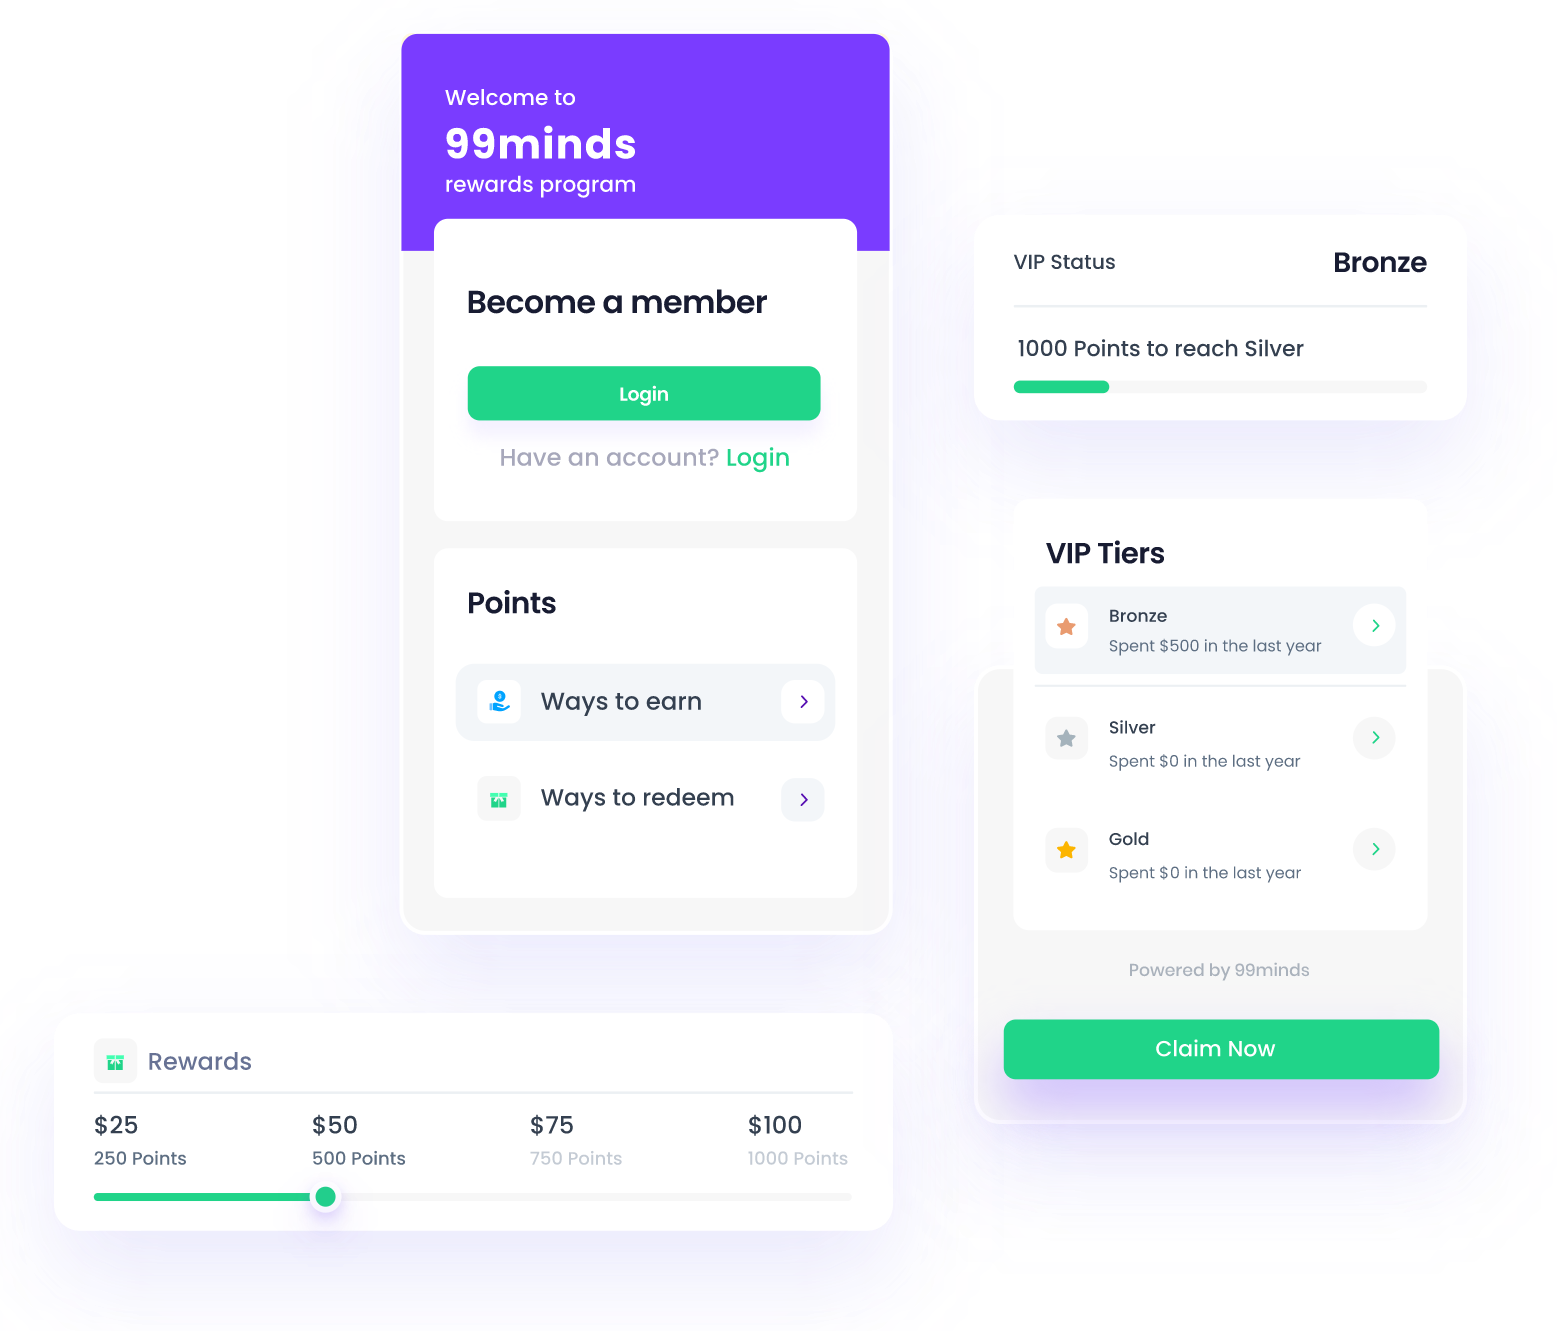 Welcome to
99minds
rewards program
Become a member
Login
Have an account? Login
Points
Ways to earn
Ways to redeem
VIP Status Bronze
1000 Points to reach Silver
VIP Tiers
Bronze
Spent $500 in the last year
Silver
Spent $0 in the last year
Gold
Spent $0 in the last year
Powered by 99minds
Claim Now
Rewards
$25 $50 $75 $100
250 Points 500 Points 750 Points 1000 Points